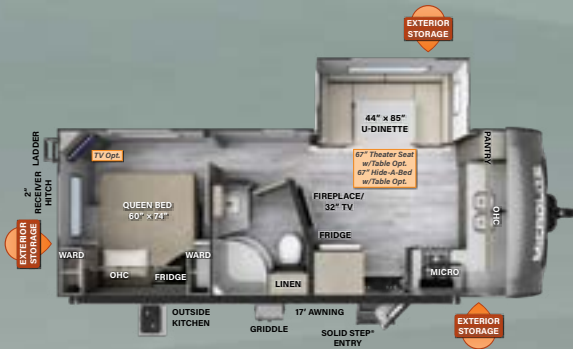 EXTERIOR
STORAGE
44" x 85"
U-DINETTE
67" Theater Seat
w/Table Opt.
67" Hide-A-Bed
w/Table Opt.
PANTRY
OHC
MICROLITE
FIREPLACE/
32" TV
FRIDGE
MICRO
TV Opt.
LADDER
2"
RECEIVER
HITCH
QUEEN BED
60" x 74"
EXTERIOR
STORAGE
WARD
OHC
FRIDGE
WARD
LINEN
OUTSIDE
KITCHEN
GRIDDLE
17' AWNING
SOLID STEP"
ENTRY
EXTERIOR
STORAGE